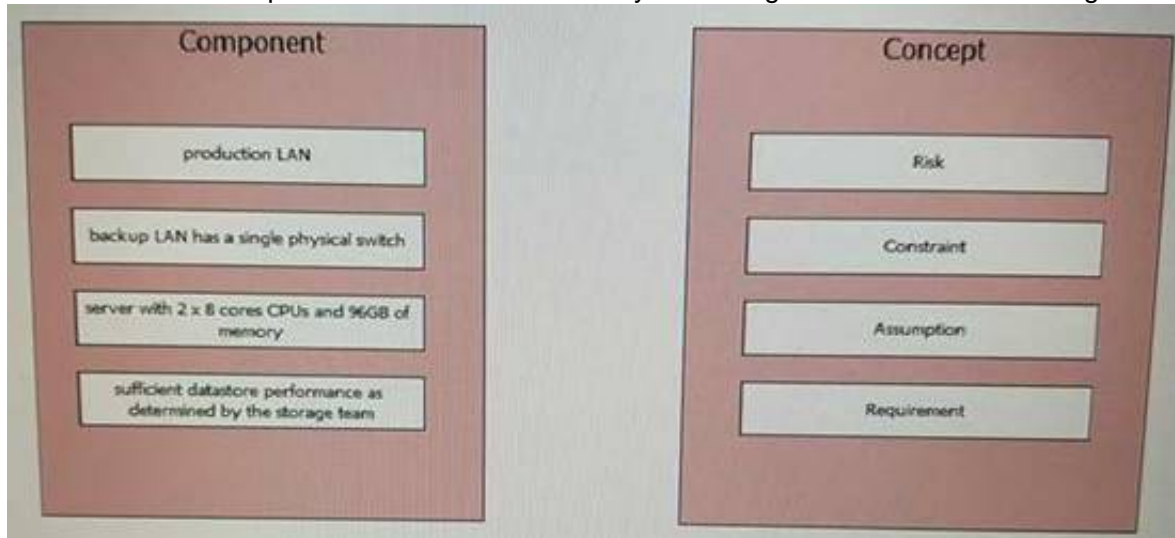 Component
production LAN
backup LAN has a single physical switch
server with 2 x 8 cores CPUs and 96GB of
memory
sufficient datastore performance as
determined by the storage team
Concept
Risk
Constraint
Assumption
Requirement